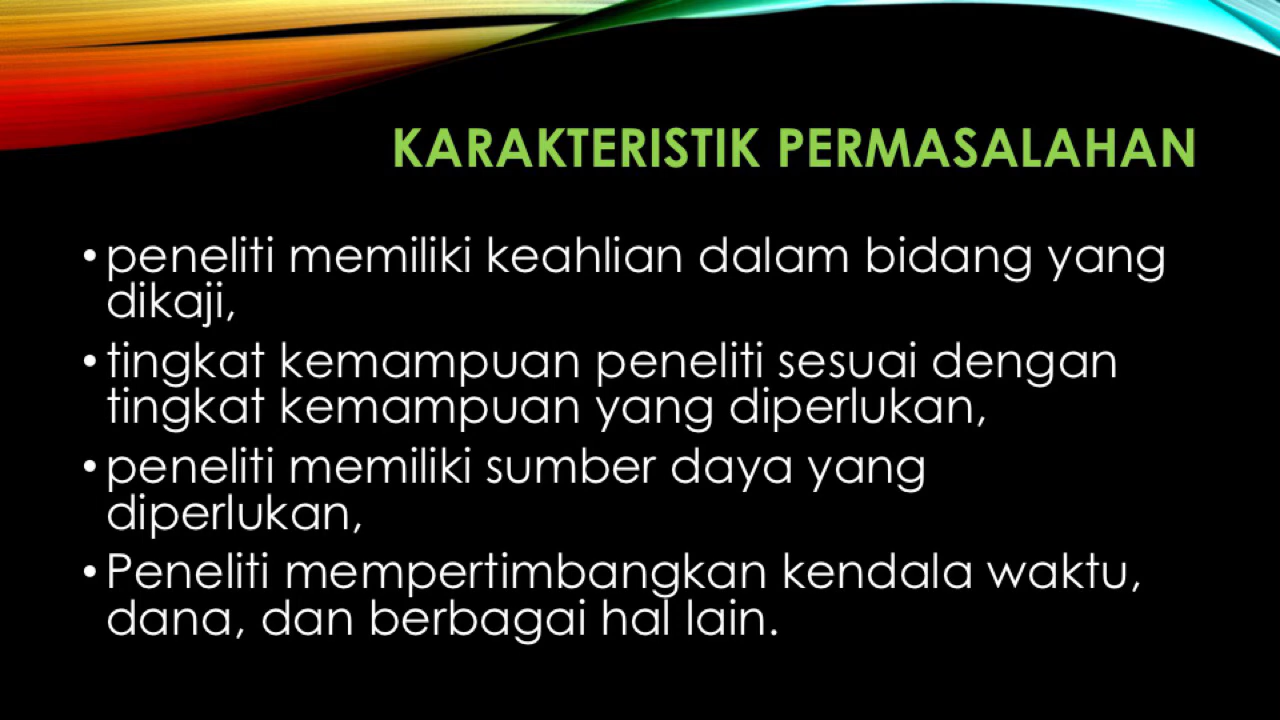 KARAKTERISTIK PERMASALAHAN
• peneliti memiliki keahlian dalam bidang yang
dikaji,
• tingkat kemampuan peneliti sesuai dengan
tingkat kemampuan yang diperlukan,
• peneliti memiliki sumber daya yang
diperlukan,
• Peneliti mempertimbangkan kendala waktu,
dana, dan berbagai hal lain.